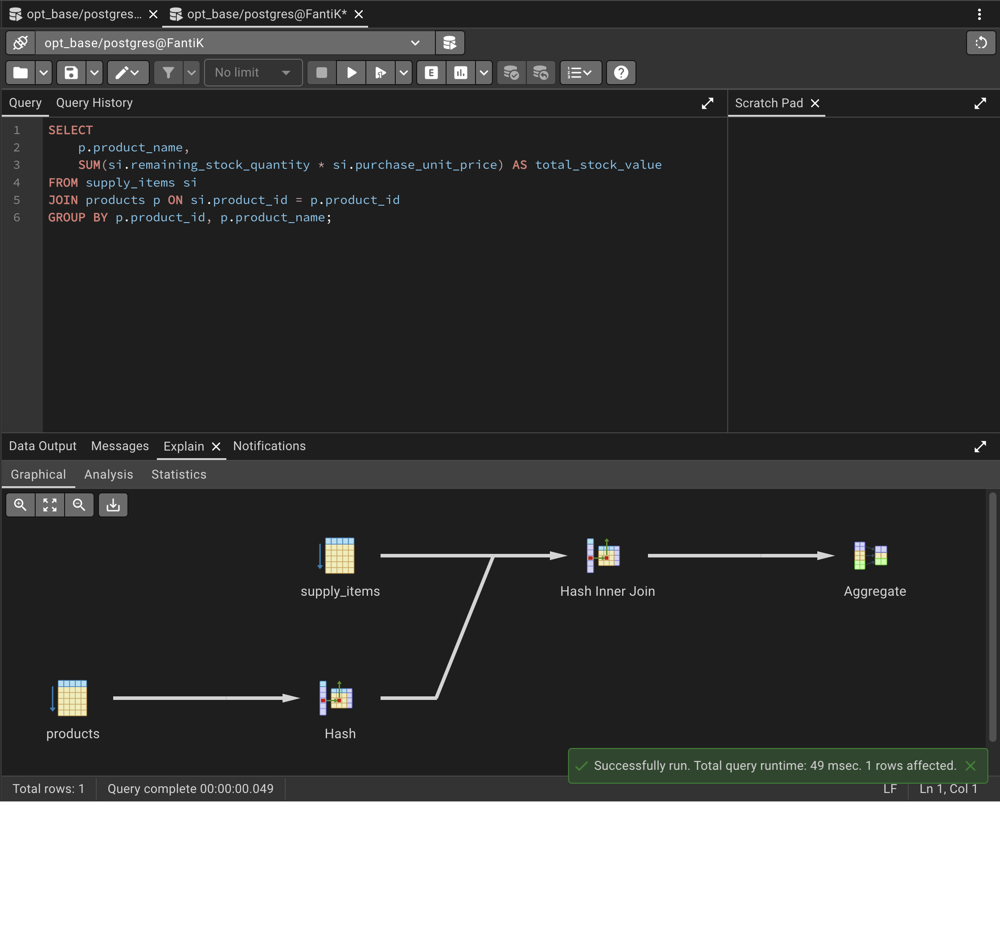 opt_base/postgres...
opt_base/postgres@FantiK*
opt_base/postgres@FantiK
No limit
E
Query
Query History
Scratch Pad
1 SELECT
2 p.product_name,
3 SUM(si.remaining_stock_quantity * si.purchase_unit_price) AS total_stock_value
4 FROM supply_items si
5 JOIN products p ON si.product_id = p.product_id
6 GROUP BY p.product_id, p.product_name;
Data Output
Messages
Explain
Notifications
Graphical
Analysis
Statistics
supply_items
Hash Inner Join
Aggregate
products
Hash
Successfully run. Total query runtime: 49 msec. 1 rows affected.
Total rows: 1
Query complete 00:00:00.049
LF
Ln 1, Col 1